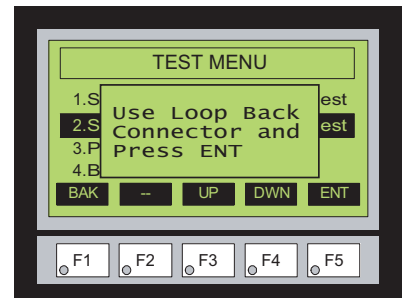 TEST MENU
1.S
est
Use Loop Back
2.S
Connector and
est
3.P
Press ENT
4.B
BAK -- UP DWN ENT
F1 F2 F3 F4 F5